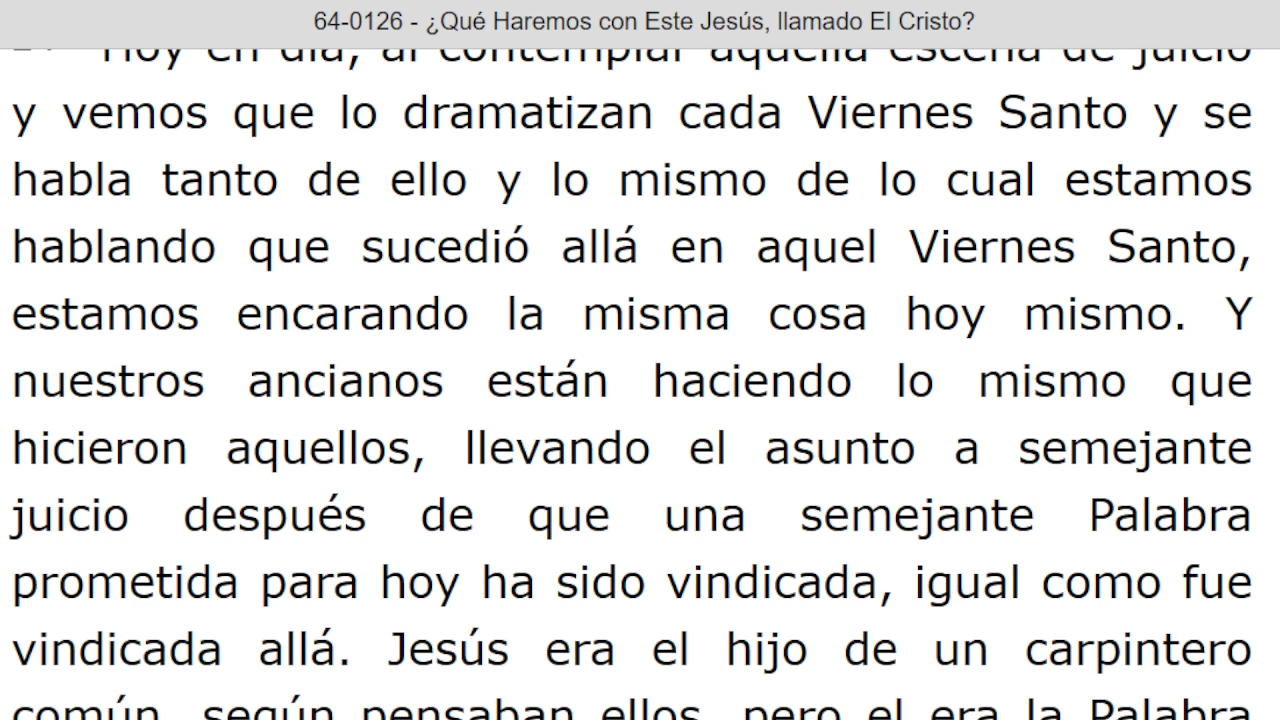 64-0126 - ¿Qué Haremos con Este Jesús, llamado El Cristo?
Hoy en día, al contemplar aquella escena de juicio
y vemos que lo dramatizan cada Viernes Santo y se
habla tanto de ello y lo mismo de lo cual estamos
hablando que sucedió allá en aquel Viernes Santo,
estamos encarando la misma cosa hoy mismo. Y
nuestros ancianos están haciendo lo mismo que
hicieron aquellos, llevando el asunto a semejante
juicio después de que una semejante Palabra
prometida para hoy ha sido vindicada, igual como fue
vindicada allá. Jesús era el hijo de un carpintero
común, según pensaban ellos, pero el era la Palabra